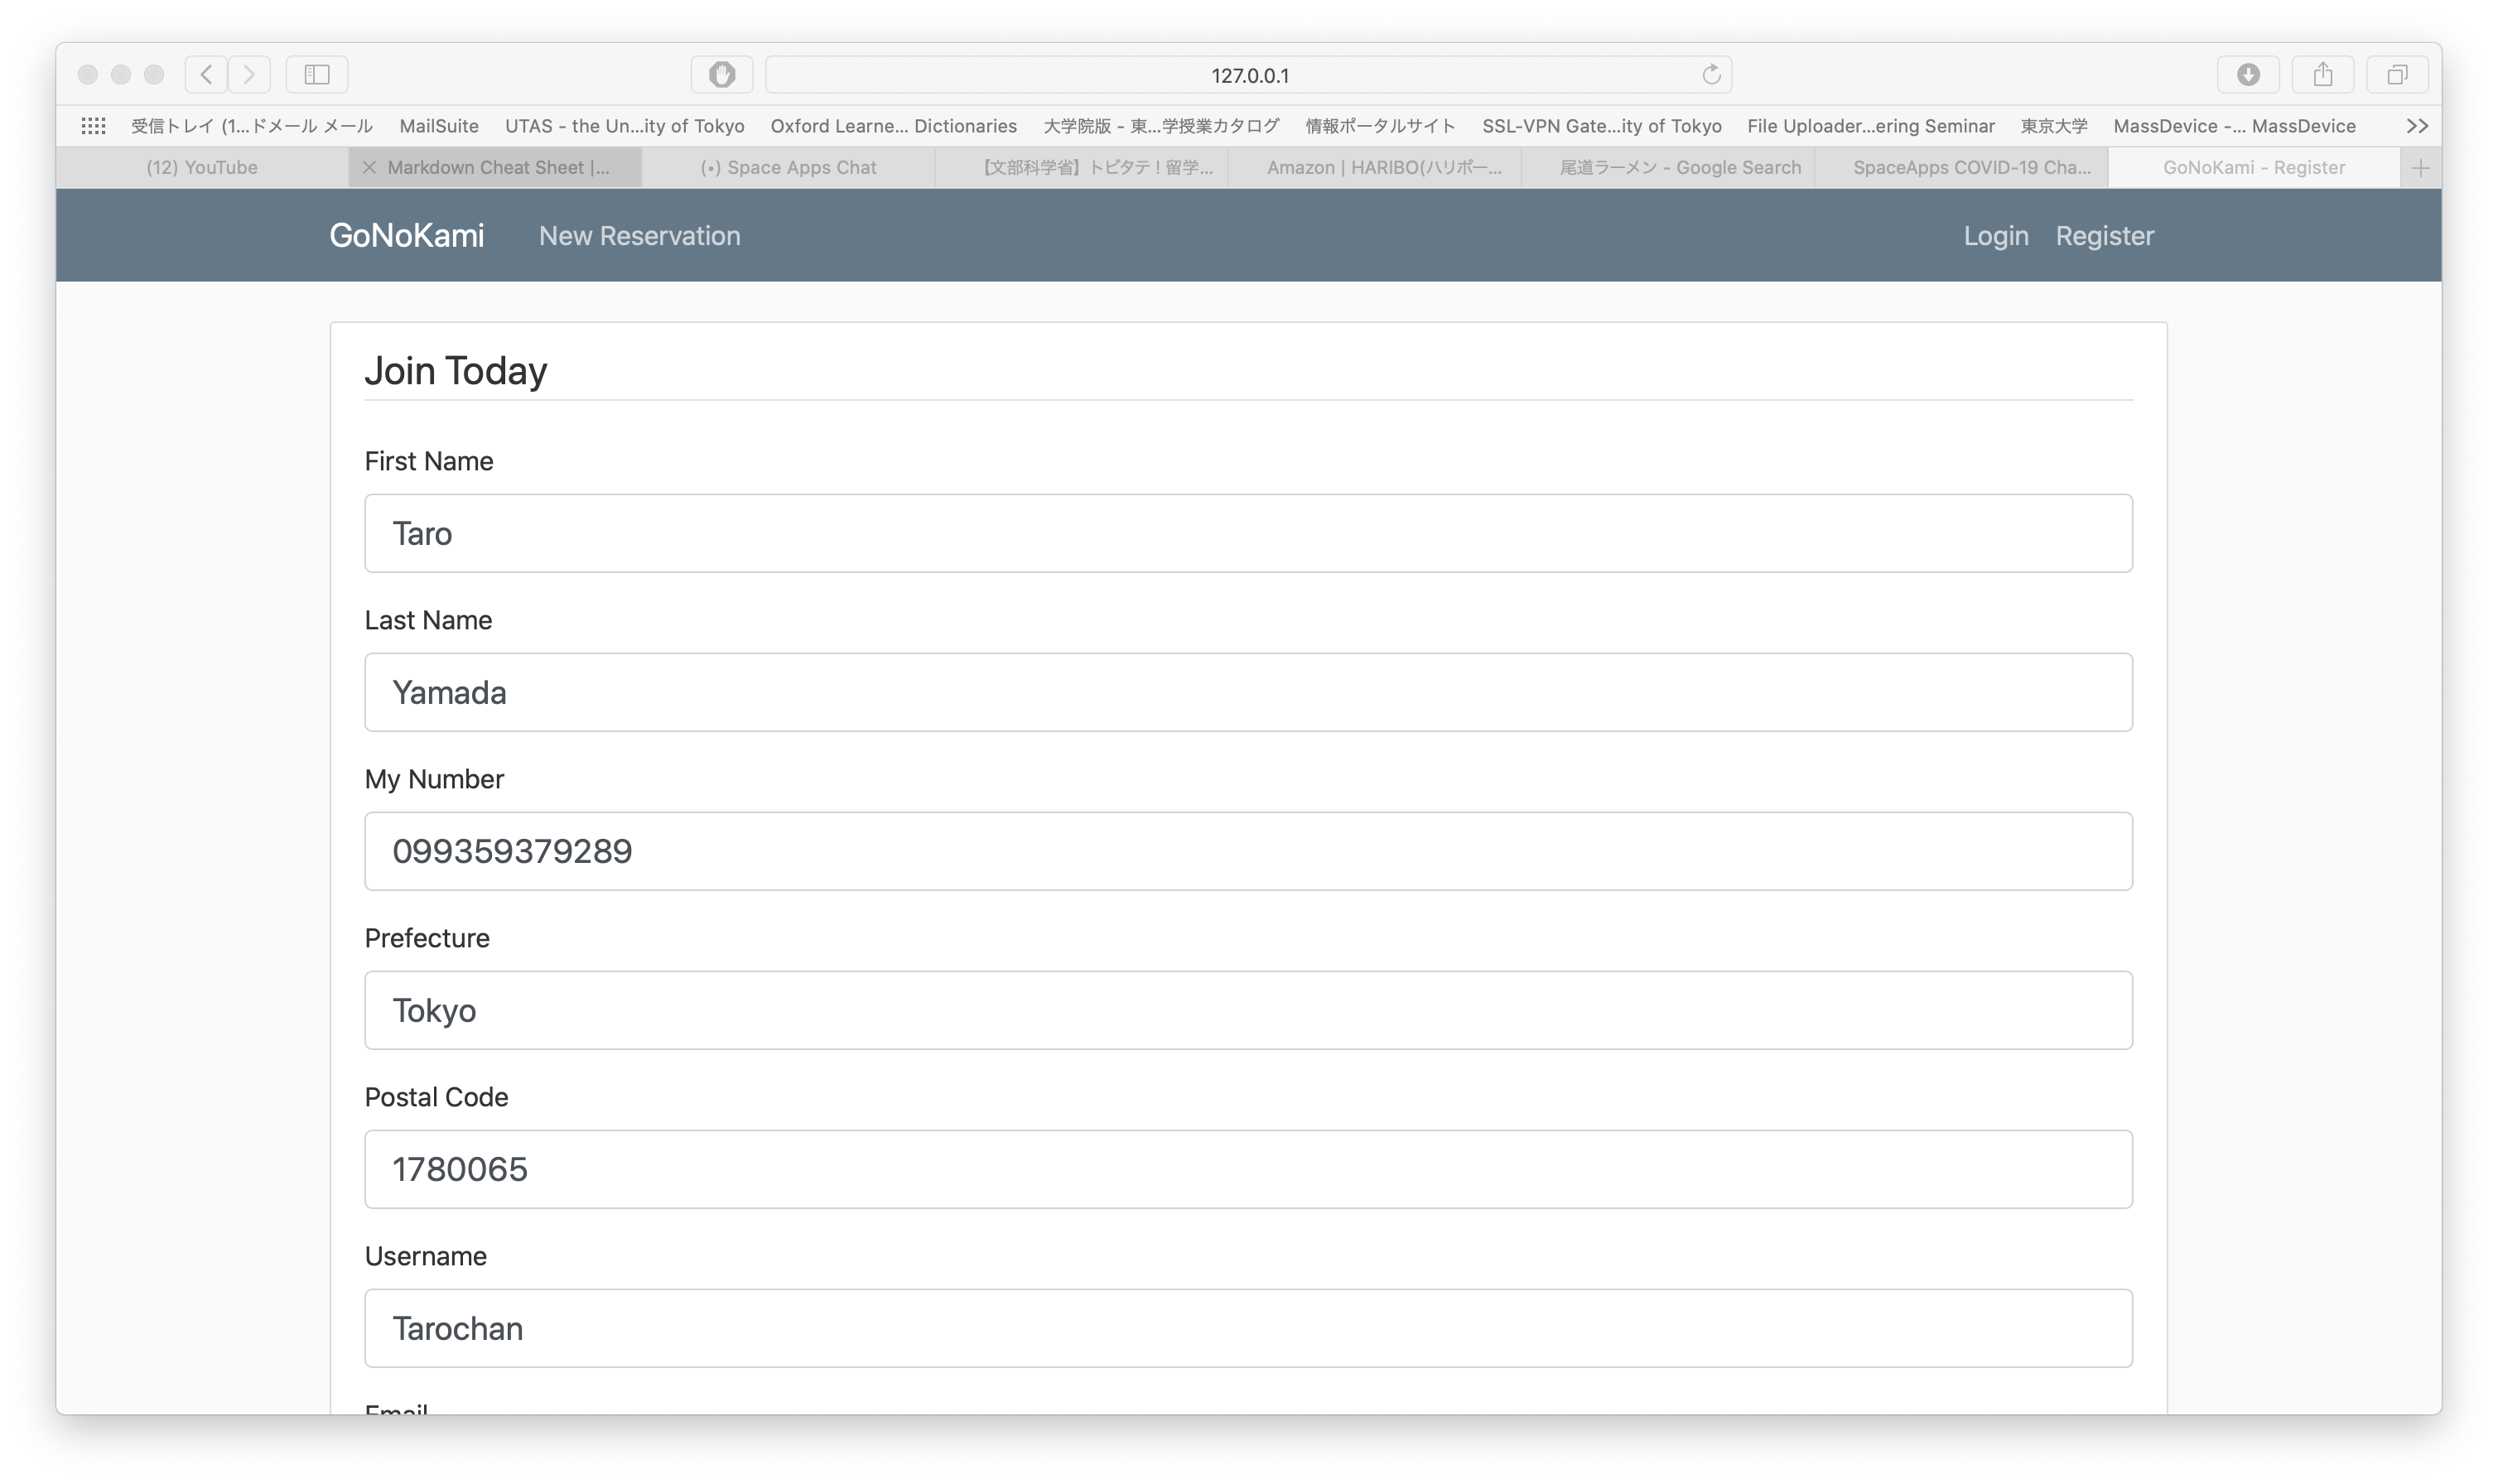 127.0.0.1
受信トレイ (1...ドメール メール MailSuite UTAS - the Un...ity of Tokyo Oxford Learne... Dictionaries 大学院版 - 東...学授業カタログ 情報ポータルサイト SSL-VPN Gate...ity of Tokyo File Uploader...ering Seminar 東京大学 MassDevice -... MassDevice
(12) YouTube Markdown Cheat Sheet |... (•) Space Apps Chat 【文部科学省】トビタテ！留学... Amazon | HARIBO(ハリボー... 尾道ラーメン - Google Search SpaceApps COVID-19 Cha... GoNoKami - Register
GoNoKami New Reservation Login Register
Join Today
First Name
Taro
Last Name
Yamada
My Number
099359379289
Prefecture
Tokyo
Postal Code
1780065
Username
Tarochan
Email